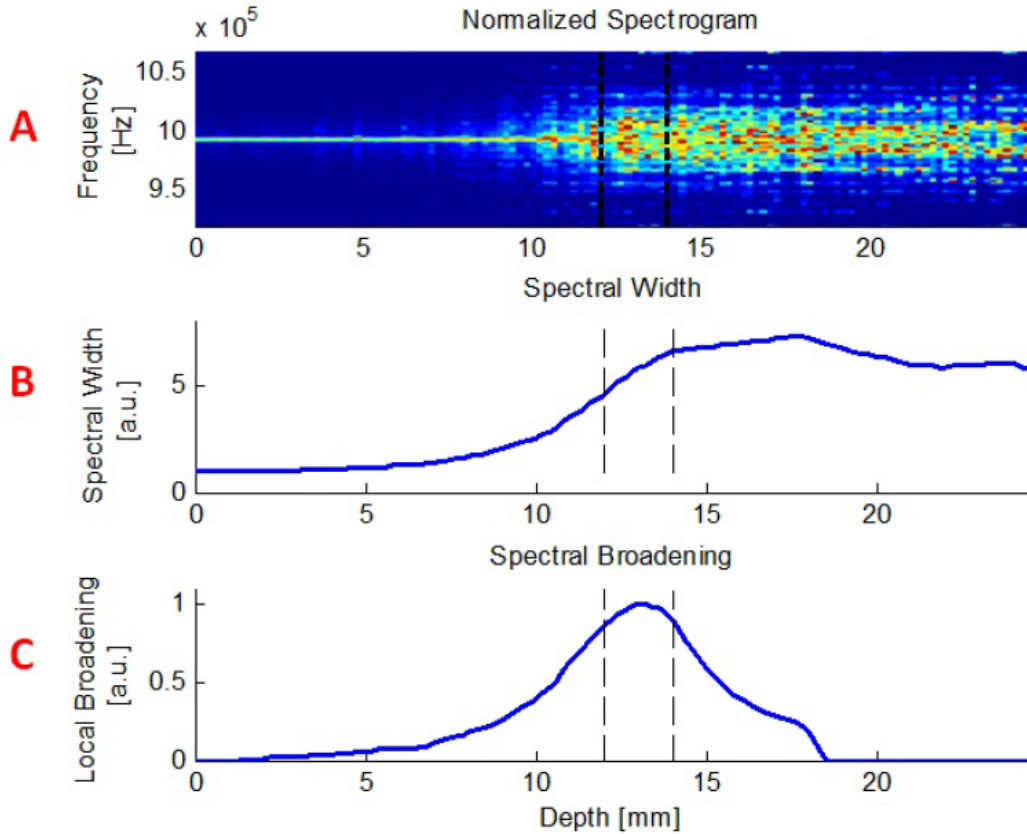 Normalized Spectrogram
x 10^5
A
Frequency
[Hz]
10.5
10
9.5
0 5 10 15 20
Spectral Width
B
Spectral Width
[a.u.]
5
0
0 5 10 15 20
Spectral Broadening
C
Local Broadening
[a.u.]
1
0.5
0
0 5 10 15 20
Depth [mm]